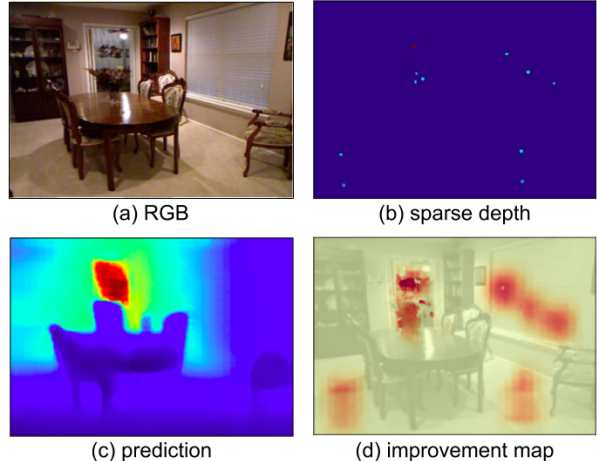 (a) RGB
(b) sparse depth
(c) prediction
(d) improvement map